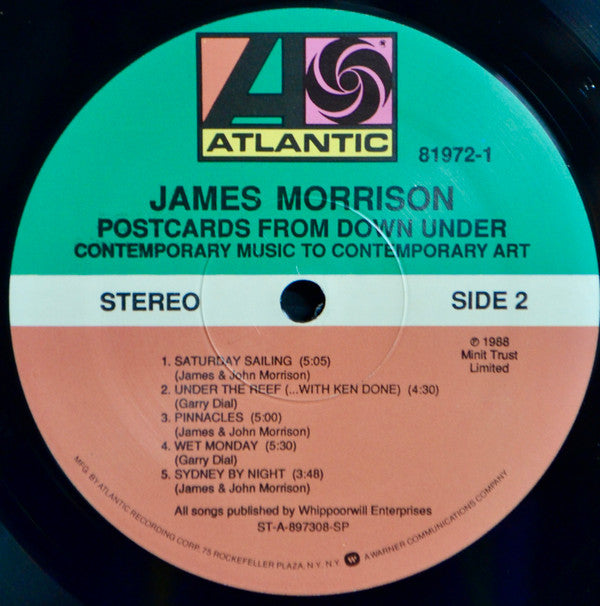 ATLANTIC
81972-1
JAMES MORRISON
POSTCARDS FROM DOWN UNDER
CONTEMPORARY MUSIC TO CONTEMPORARY ART
STEREO
SIDE 2
℗ 1988
Minit Trust
Limited
1. SATURDAY SAILING (5:05)
(James & John Morrison)
2. UNDER THE REEF (...WITH KEN DONE) (4:30)
(Garry Dial)
3. PINNACLES (5:00)
(James & John Morrison)
4. WET MONDAY (5:30)
(Garry Dial)
5. SYDNEY BY NIGHT (3:48)
(James & John Morrison)
All songs published by Whippoorwill Enterprises
ST-A-897308-SP
MFG. BY ATLANTIC RECORDING CORP. 75 ROCKEFELLER PLAZA, N.Y. N.Y. A WARNER COMMUNICATIONS COMPANY